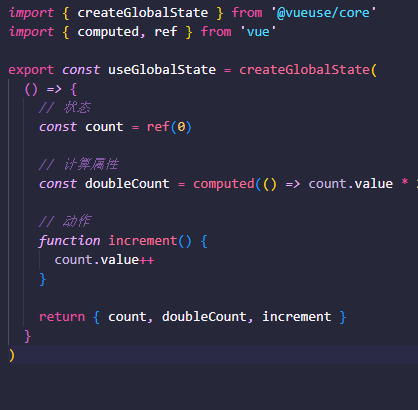 import { createGlobalState } from '@vueuse/core'
import { computed, ref } from 'vue'
export const useGlobalState = createGlobalState(
() => {
// 状态
const count = ref(0)
// 计算属性
const doubleCount = computed(() => count.value *
// 动作
function increment() {
count.value++
}
return { count, doubleCount, increment }
}
)